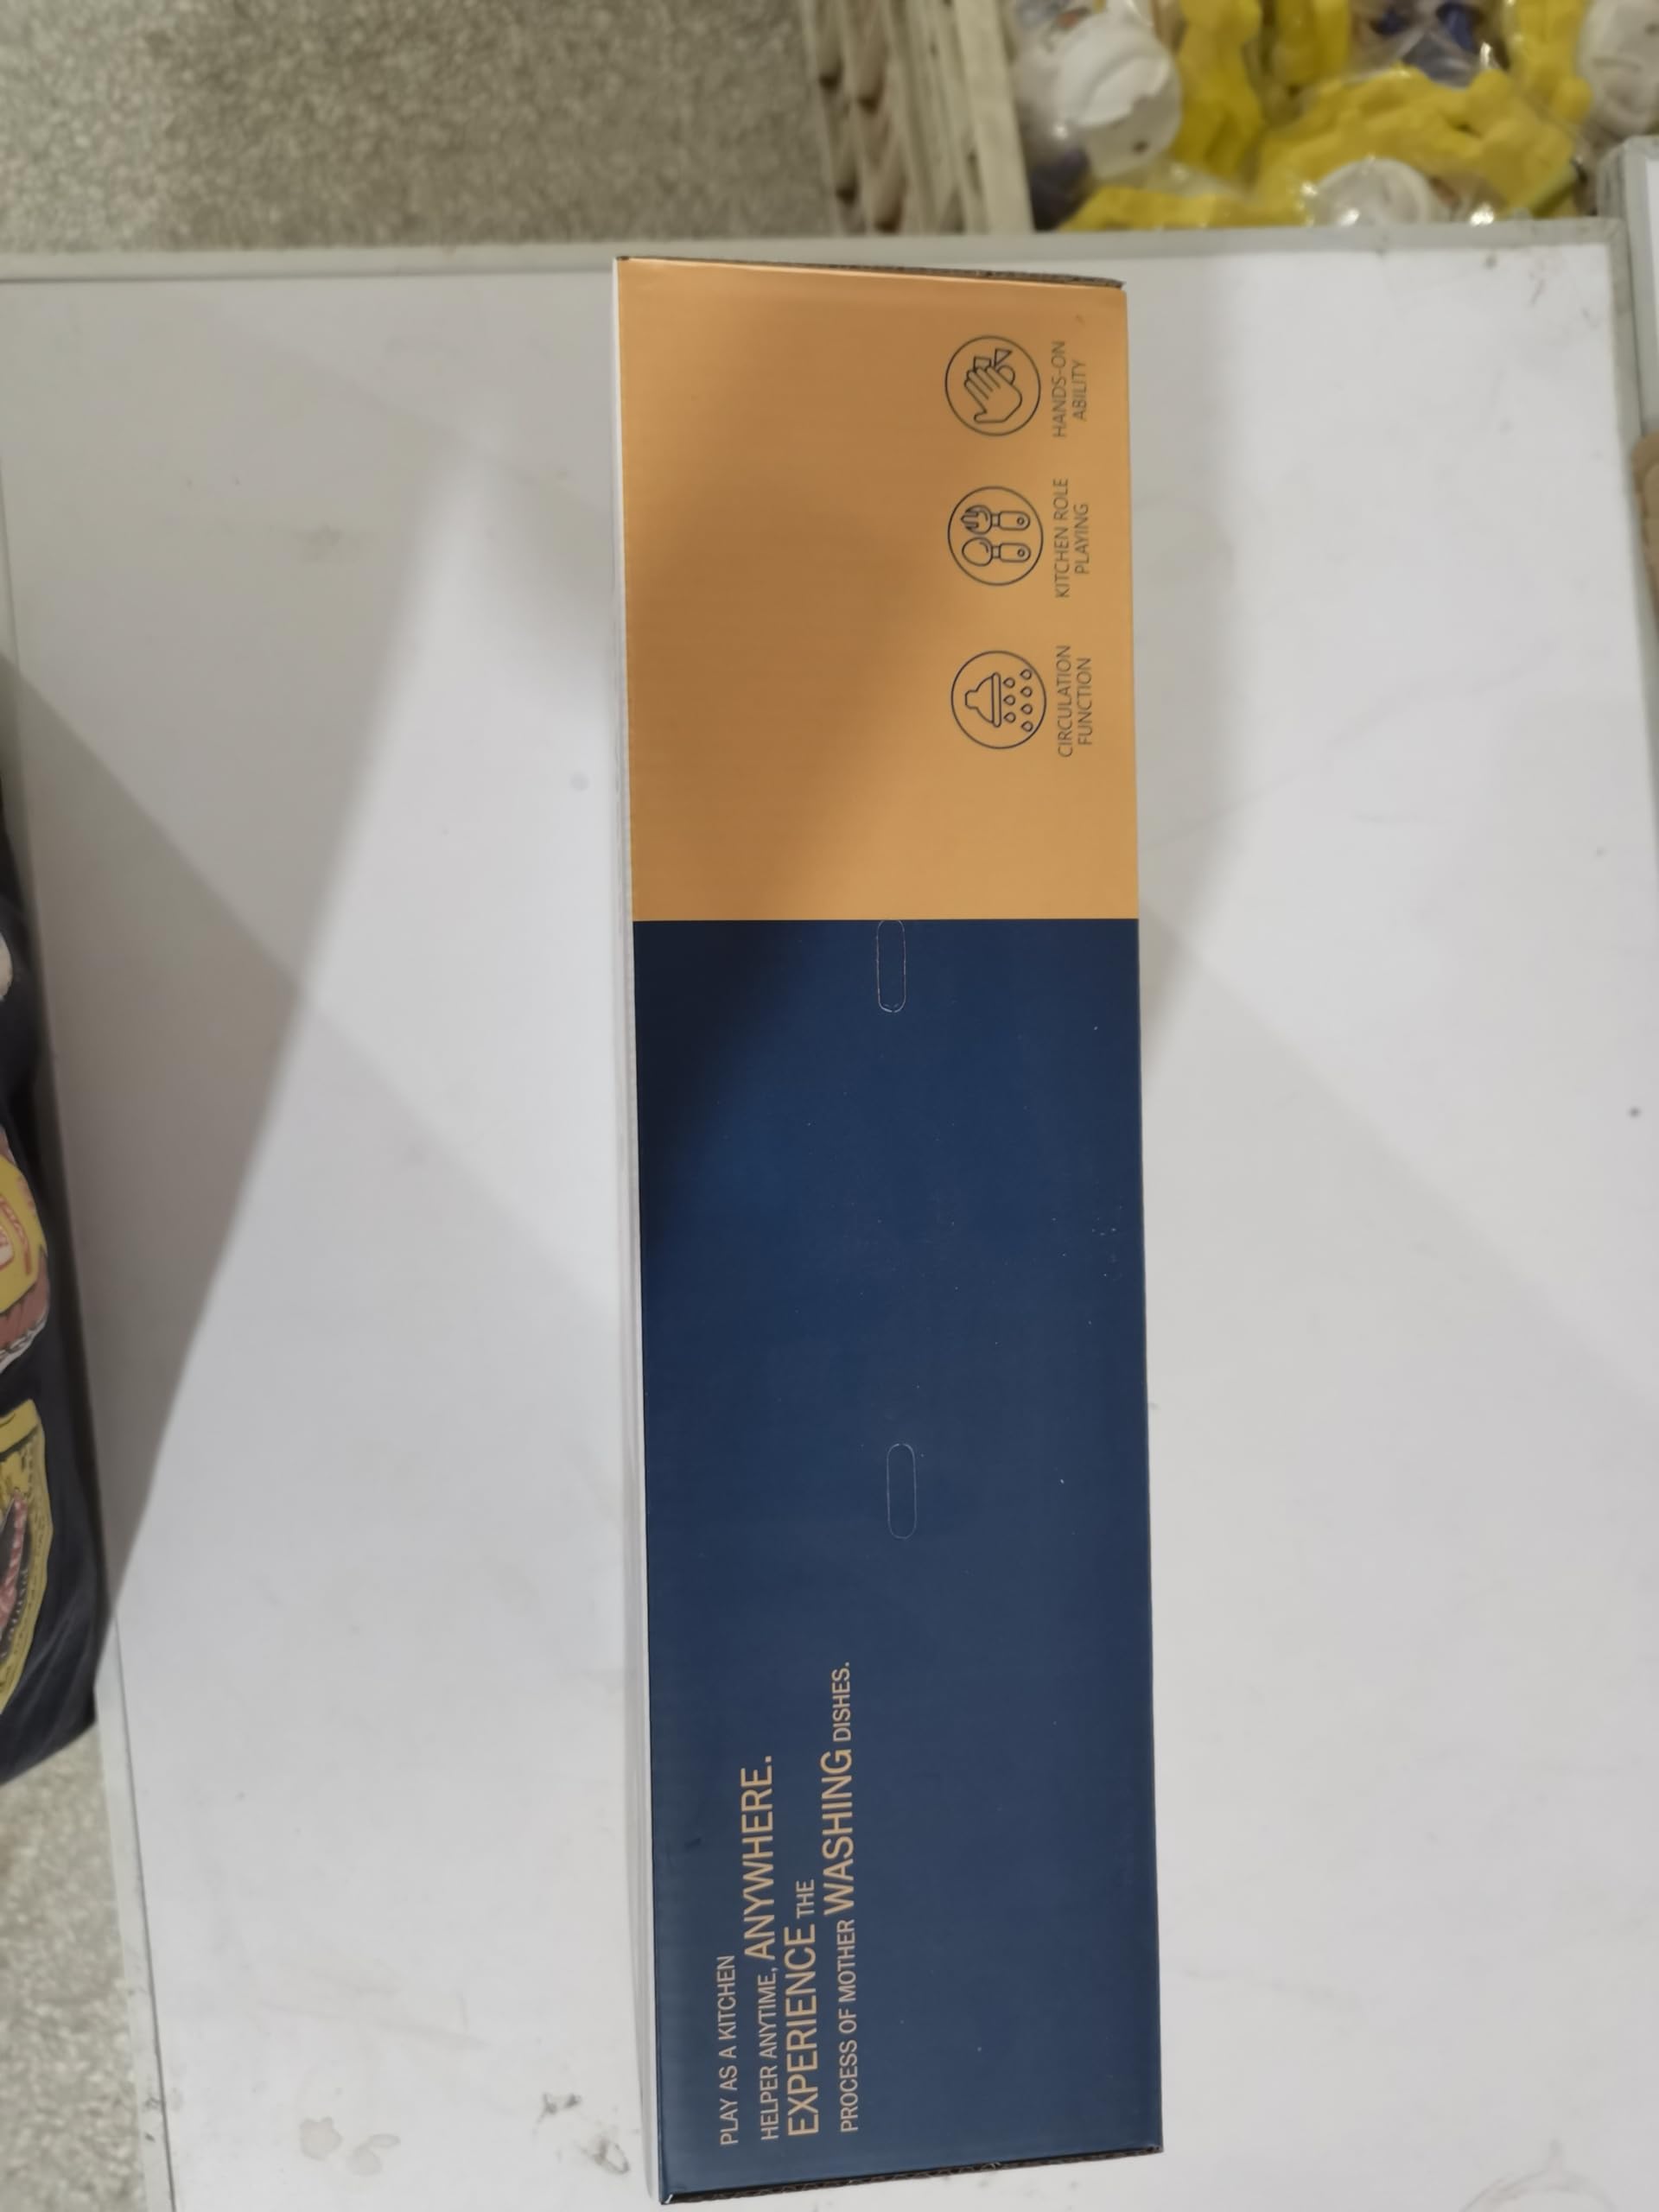 PLAY AS A KITCHEN
HELPER ANYTIME, ANYWHERE.
EXPERIENCE THE
PROCESS OF MOTHER WASHING DISHES.
CIRCULATION
FUNCTION
KITCHEN ROLE
PLAYING
HANDS-ON
ABILITY